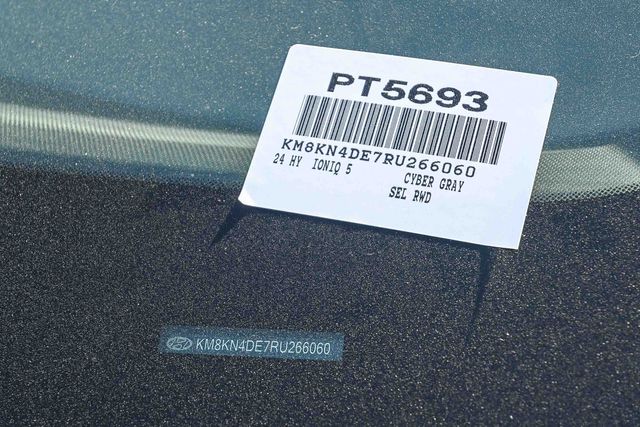 PT5693
KM8KN4DE7RU266060
24 HY IONIQ 5
CYBER GRAY
SEL RWD
KM8KN4DE7RU266060